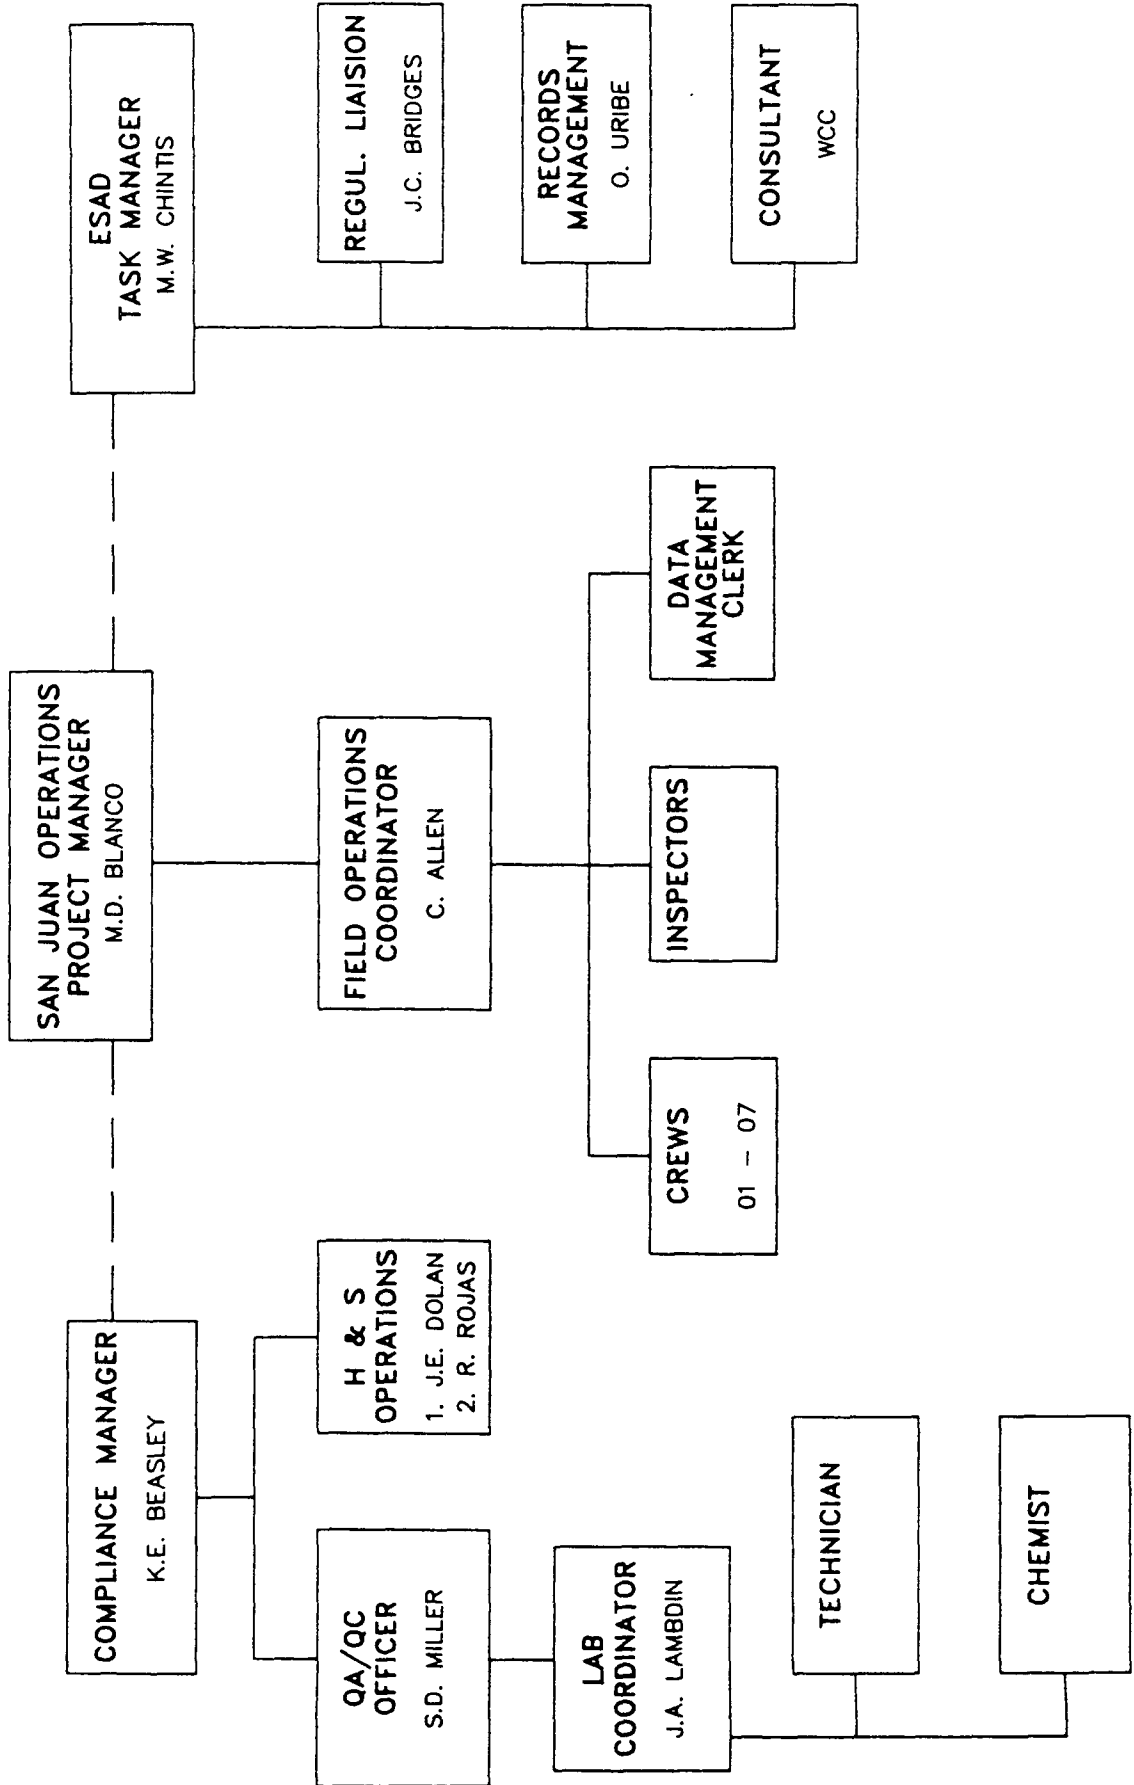 SAN JUAN OPERATIONS
PROJECT MANAGER
M.D. BLANCO
COMPLIANCE MANAGER
K.E. BEASLEY
ESAD
TASK MANAGER
M.W. CHINTIS
QA/QC
OFFICER
S.D. MILLER
H & S
OPERATIONS
1. J.E. DOLAN
2. R. ROJAS
FIELD OPERATIONS
COORDINATOR
C. ALLEN
REGUL. LIAISION
J.C. BRIDGES
LAB
COORDINATOR
J.A. LAMBDIN
RECORDS
MANAGEMENT
O. URIBE
CREWS
01 - 07
INSPECTORS
DATA
MANAGEMENT
CLERK
CONSULTANT
WCC
TECHNICIAN
CHEMIST